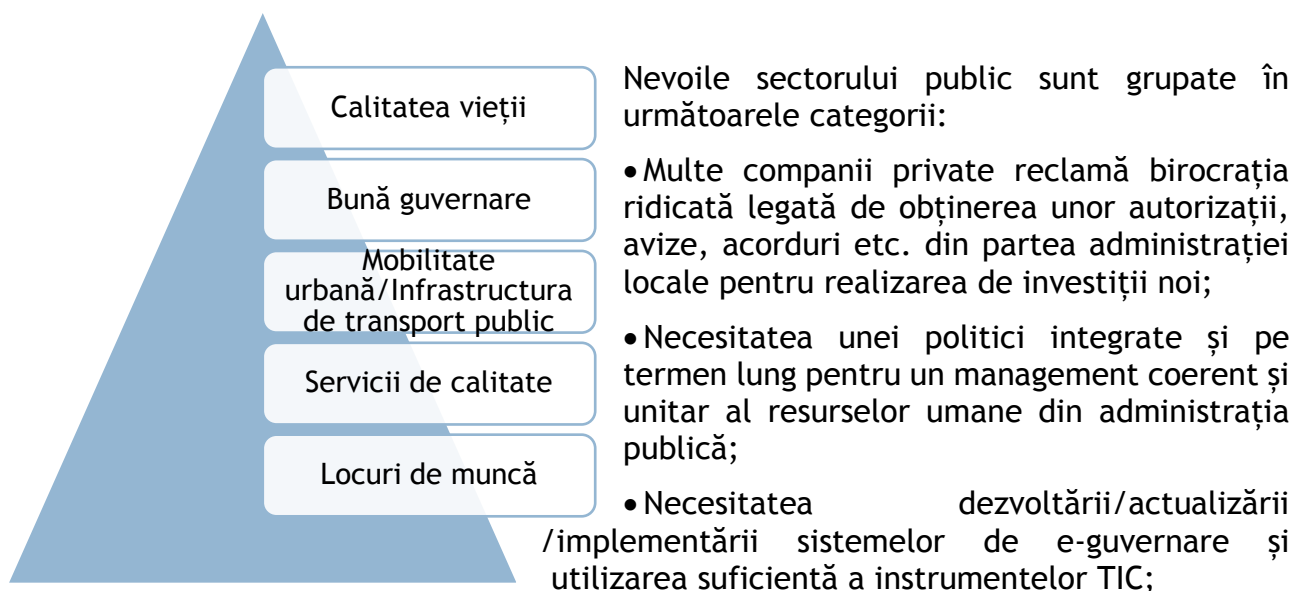 Calitatea vieții
Bună guvernare
Mobilitate
urbană/Infrastructura
de transport public
Servicii de calitate
Locuri de muncă
Nevoile sectorului public sunt grupate în
următoarele categorii:
•Multe companii private reclamă birocrația
ridicată legată de obținerea unor autorizații,
avize, acorduri etc. din partea administrației
locale pentru realizarea de investiții noi;
•Necesitatea unei politici integrate și pe
termen lung pentru un management coerent și
unitar al resurselor umane din administrația
publică;
•Necesitatea dezvoltării/actualizării
/implementării sistemelor de e-guvernare și
utilizarea suficientă a instrumentelor TIC;